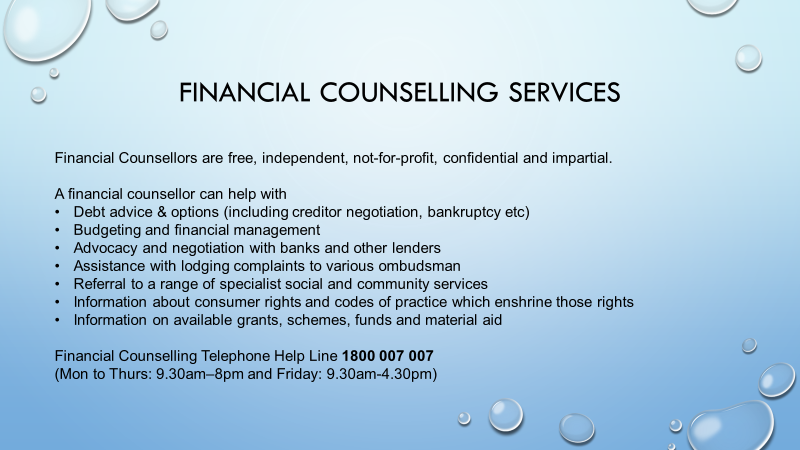 FINANCIAL COUNSELLING SERVICES
Financial Counsellors are free, independent, not-for-profit, confidential and impartial.
A financial counsellor can help with
• Debt advice & options (including creditor negotiation, bankruptcy etc)
• Budgeting and financial management
• Advocacy and negotiation with banks and other lenders
• Assistance with lodging complaints to various ombudsman
• Referral to a range of specialist social and community services
• Information about consumer rights and codes of practice which enshrine those rights
• Information on available grants, schemes, funds and material aid
Financial Counselling Telephone Help Line 1800 007 007
(Mon to Thurs: 9.30am–8pm and Friday: 9.30am-4.30pm)